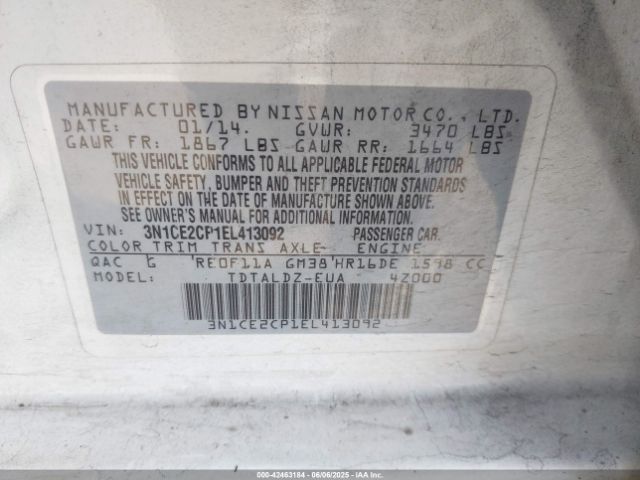 MANUFACTURED BY NISSAN MOTOR CO., LTD.
DATE: 01/14. GVWR: 3470 LBS
GAWR FR: 1867 LBS GAWR RR: 1664 LBS
THIS VEHICLE CONFORMS TO ALL APPLICABLE FEDERAL MOTOR
VEHICLE SAFETY, BUMPER AND THEFT PREVENTION STANDARDS
IN EFFECT ON THE DATE OF MANUFACTURE SHOWN ABOVE.
SEE OWNER'S MANUAL FOR ADDITIONAL INFORMATION.
VIN: 3N1CE2CP1EL413092 PASSENGER CAR.
COLOR TRIM TRANS AXLE ENGINE
QAC G RE0F11A GM38 HR16DE 1598 CC
MODEL: TDTALDZ-EUA 4Z000
3N1CE2CP1EL413092
000-42463184 | 06/06/2025 - IAAI.COM